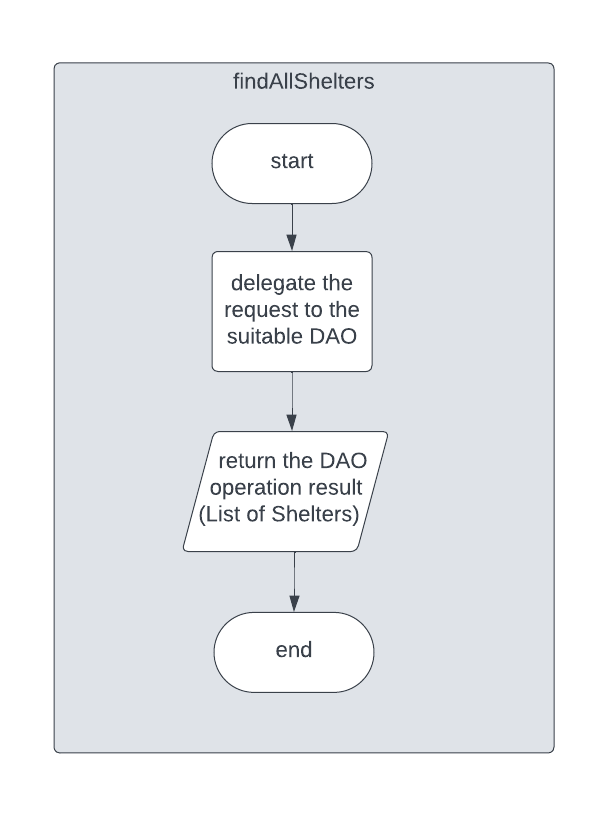 findAllShelters
start
delegate the
request to the
suitable DAO
return the DAO
operation result
(List of Shelters)
end